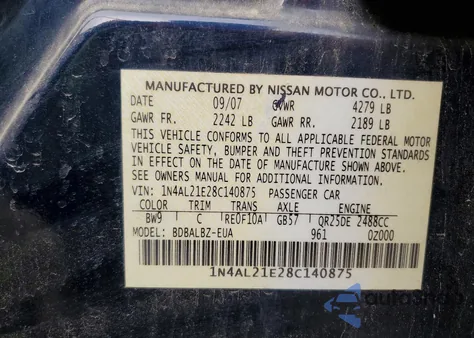 MANUFACTURED BY NISSAN MOTOR CO., LTD.
DATE 09/07 GVWR 4279 LB
GAWR FR. 2242 LB GAWR RR. 2189 LB
THIS VEHICLE CONFORMS TO ALL APPLICABLE FEDERAL MOTOR
VEHICLE SAFETY, BUMPER AND THEFT PREVENTION STANDARDS
IN EFFECT ON THE DATE OF MANUFACTURE SHOWN ABOVE.
SEE OWNERS MANUAL FOR ADDITIONAL INFORMATION.
VIN: 1N4AL21E28C140875 PASSENGER CAR
COLOR TRIM TRANS AXLE ENGINE
BW9 C RE0F10A GB57 QR25DE 2488CC
MODEL: BDBALBZ-EUA 961 0Z000
1N4AL21E28C140875